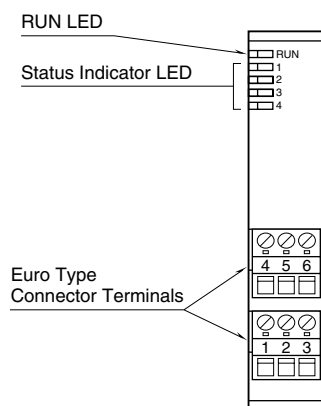 RUN LED
RUN
Status Indicator LED
1
2
3
4
4 5 6
Euro Type
Connector Terminals
1 2 3